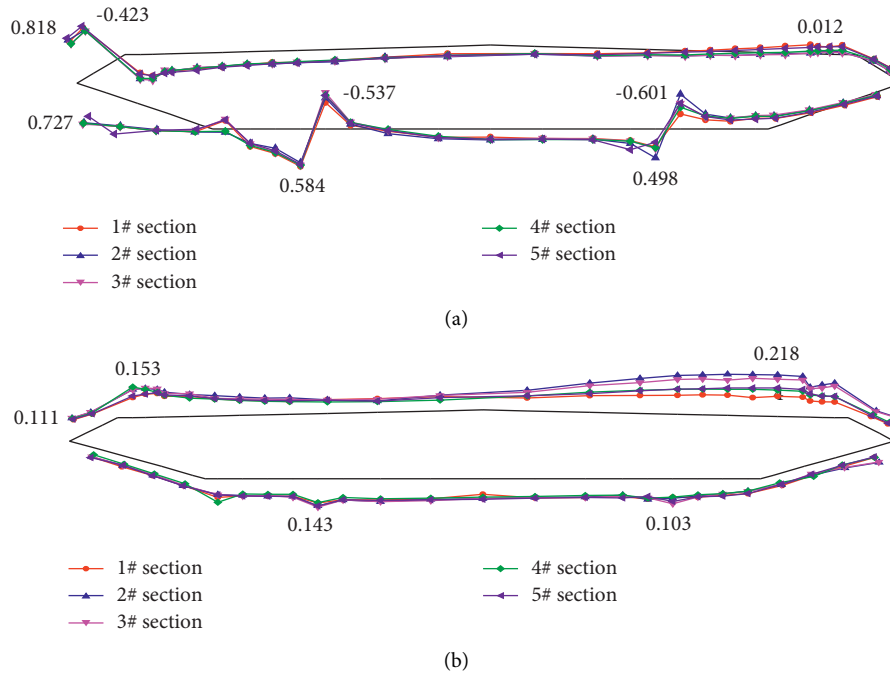 0.818
-0.423
0.012
0.727
-0.537
-0.601
0.584
0.498
1# section
2# section
3# section
4# section
5# section
(a)
0.153
0.218
0.111
0.143
0.103
1# section
2# section
3# section
4# section
5# section
(b)